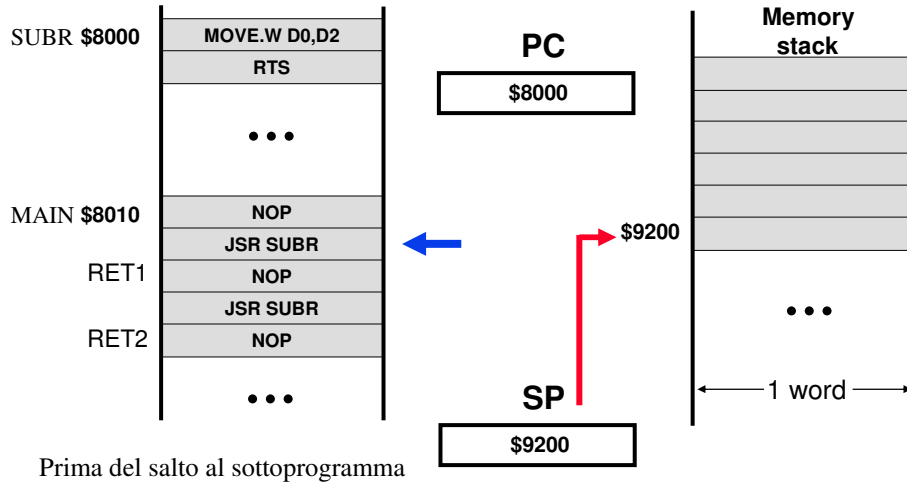 SUBR $8000
MOVE.W D0,D2
RTS
MAIN $8010
NOP
JSR SUBR
RET1
NOP
JSR SUBR
RET2
NOP
PC
$8000
SP
$9200
Memory
stack
$9200
1 word
Prima del salto al sottoprogramma